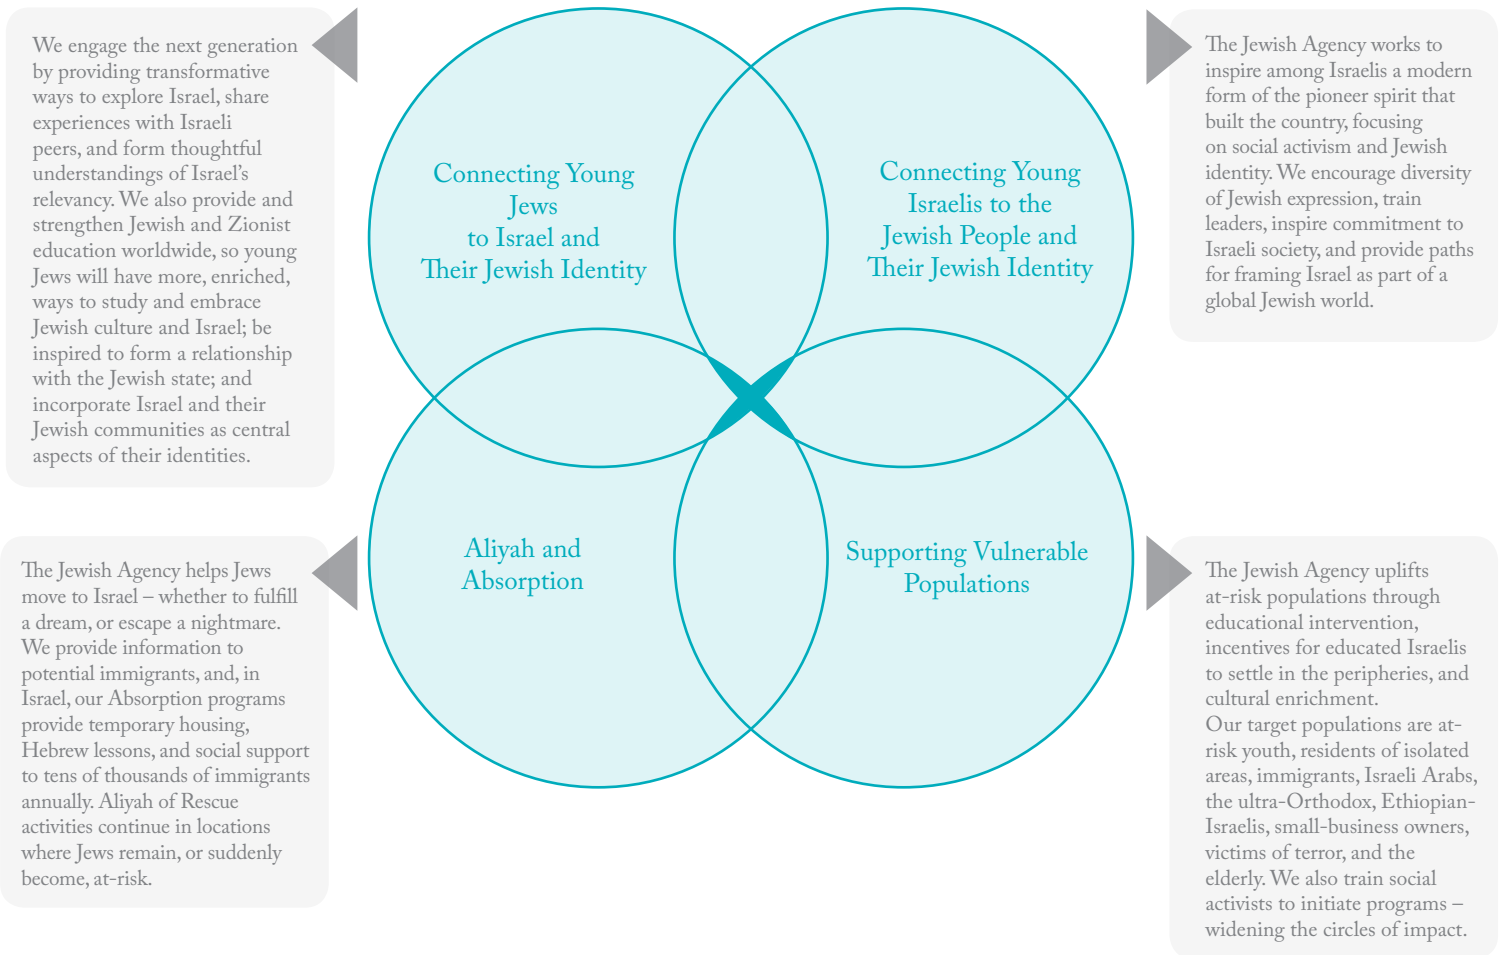 We engage the next generation
by providing transformative
ways to explore Israel, share
experiences with Israeli
peers, and form thoughtful
understandings of Israel’s
relevancy. We also provide and
strengthen Jewish and Zionist
education worldwide, so young
Jews will have more, enriched,
ways to study and embrace
Jewish culture and Israel; be
inspired to form a relationship
with the Jewish state; and
incorporate Israel and their
Jewish communities as central
aspects of their identities.
Connecting Young
Jews
to Israel and
Their Jewish Identity
Connecting Young
Israelis to the
Jewish People and
Their Jewish Identity
The Jewish Agency works to
inspire among Israelis a modern
form of the pioneer spirit that
built the country, focusing
on social activism and Jewish
identity. We encourage diversity
of Jewish expression, train
leaders, inspire commitment to
Israeli society, and provide paths
for framing Israel as part of a
global Jewish world.
The Jewish Agency helps Jews
move to Israel – whether to fulfill
a dream, or escape a nightmare.
We provide information to
potential immigrants, and, in
Israel, our Absorption programs
provide temporary housing,
Hebrew lessons, and social support
to tens of thousands of immigrants
annually. Aliyah of Rescue
activities continue in locations
where Jews remain, or suddenly
become, at-risk.
Aliyah and
Absorption
Supporting Vulnerable
Populations
The Jewish Agency uplifts
at-risk populations through
educational intervention,
incentives for educated Israelis
to settle in the peripheries, and
cultural enrichment.
Our target populations are at-
risk youth, residents of isolated
areas, immigrants, Israeli Arabs,
the ultra-Orthodox, Ethiopian-
Israelis, small-business owners,
victims of terror, and the
elderly. We also train social
activists to initiate programs –
widening the circles of impact.